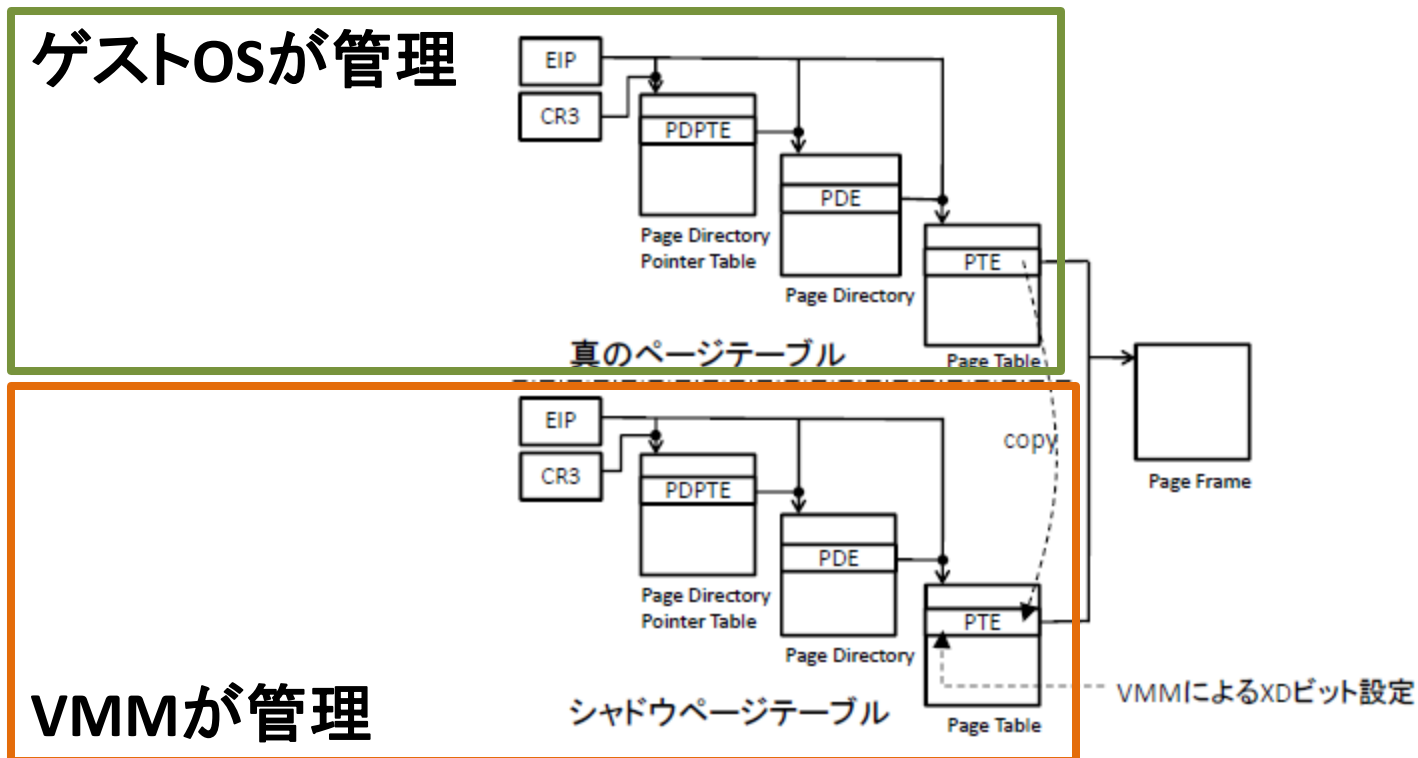 ゲストOSが管理
EIP
CR3
PDPTE
Page Directory
Pointer Table
PDE
Page Directory
PTE
Page Table
真のページテーブル
EIP
CR3
PDPTE
Page Directory
Pointer Table
PDE
Page Directory
PTE
Page Table
copy
Page Frame
VMMによるXDビット設定
シャドウページテーブル
VMMが管理